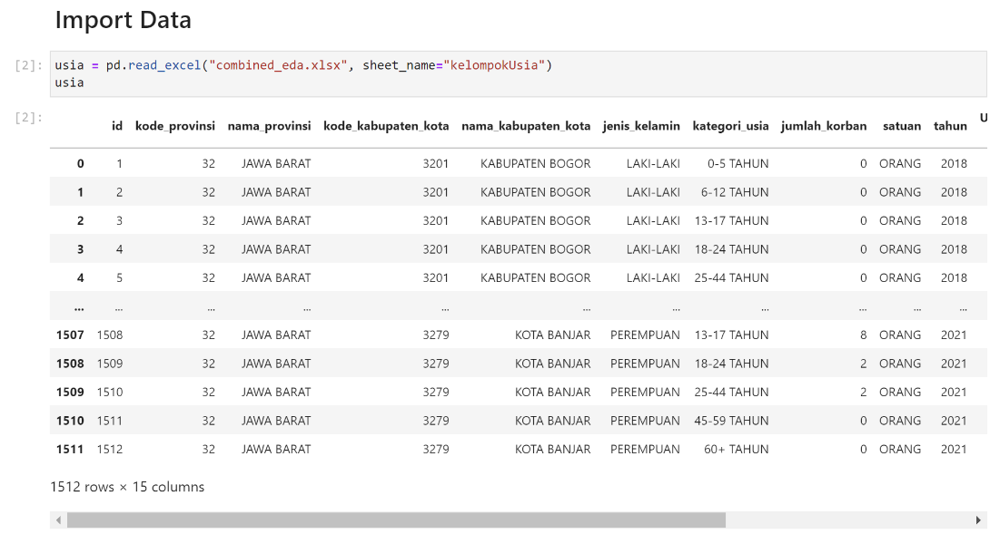 Import Data
[2]: usia = pd.read_excel("combined_eda.xlsx", sheet_name="kelompokUsia")
usia
[2]:
id kode_provinsi nama_provinsi kode_kabupaten_kota nama_kabupaten_kota jenis_kelamin kategori_usia jumlah_korban satuan tahun U
0 1 32 JAWA BARAT 3201 KABUPATEN BOGOR LAKI-LAKI 0-5 TAHUN 0 ORANG 2018
1 2 32 JAWA BARAT 3201 KABUPATEN BOGOR LAKI-LAKI 6-12 TAHUN 0 ORANG 2018
2 3 32 JAWA BARAT 3201 KABUPATEN BOGOR LAKI-LAKI 13-17 TAHUN 0 ORANG 2018
3 4 32 JAWA BARAT 3201 KABUPATEN BOGOR LAKI-LAKI 18-24 TAHUN 0 ORANG 2018
4 5 32 JAWA BARAT 3201 KABUPATEN BOGOR LAKI-LAKI 25-44 TAHUN 0 ORANG 2018
... ... ... ... ... ... ... ... ... ... ...
1507 1508 32 JAWA BARAT 3279 KOTA BANJAR PEREMPUAN 13-17 TAHUN 8 ORANG 2021
1508 1509 32 JAWA BARAT 3279 KOTA BANJAR PEREMPUAN 18-24 TAHUN 2 ORANG 2021
1509 1510 32 JAWA BARAT 3279 KOTA BANJAR PEREMPUAN 25-44 TAHUN 2 ORANG 2021
1510 1511 32 JAWA BARAT 3279 KOTA BANJAR PEREMPUAN 45-59 TAHUN 0 ORANG 2021
1511 1512 32 JAWA BARAT 3279 KOTA BANJAR PEREMPUAN 60+ TAHUN 0 ORANG 2021
1512 rows × 15 columns